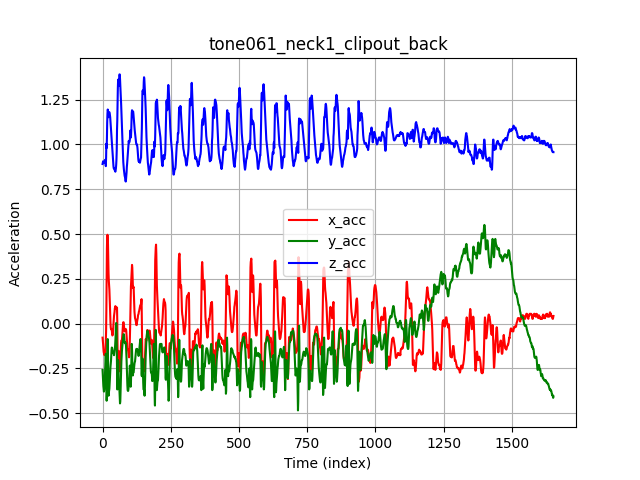 tone061_neck1_clipout_back
Acceleration
1.25
1.00
0.75
0.50
0.25
0.00
−0.25
−0.50
x_acc
y_acc
z_acc
0 250 500 750 1000 1250 1500
Time (index)